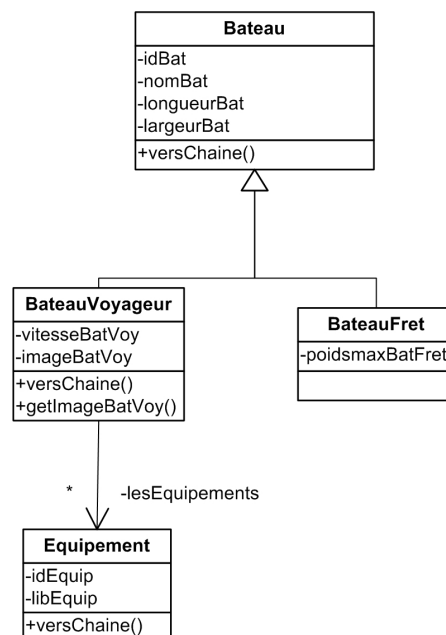 Bateau
-idBat
-nomBat
-longueurBat
-largeurBat
+versChaine()
BateauVoyageur
-vitesseBatVoy
-imageBatVoy
+versChaine()
+getImageBatVoy()
BateauFret
-poidsmaxBatFret
*
-lesEquipements
Equipement
-idEquip
-libEquip
+versChaine()